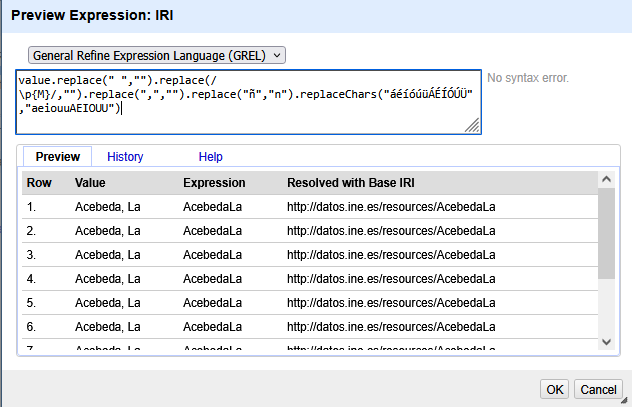 Preview Expression: IRI
General Refine Expression Language (GREL)
value.replace(" ","").replace(/
\p{M}/,"").replace(",","").replace("ñ","n").replaceChars("áéíóúüÁÉÍÓÚÜ"
,"aeiouuAEIOUU")
No syntax error.
Preview History Help
Row Value Expression Resolved with Base IRI
1. Acebeda, La AcebedaLa http://datos.ine.es/resources/AcebedaLa
2. Acebeda, La AcebedaLa http://datos.ine.es/resources/AcebedaLa
3. Acebeda, La AcebedaLa http://datos.ine.es/resources/AcebedaLa
4. Acebeda, La AcebedaLa http://datos.ine.es/resources/AcebedaLa
5. Acebeda, La AcebedaLa http://datos.ine.es/resources/AcebedaLa
6. Acebeda, La AcebedaLa http://datos.ine.es/resources/AcebedaLa
7. Acebeda, La AcebedaLa http://datos.ine.es/resources/AcebedaLa
OK Cancel